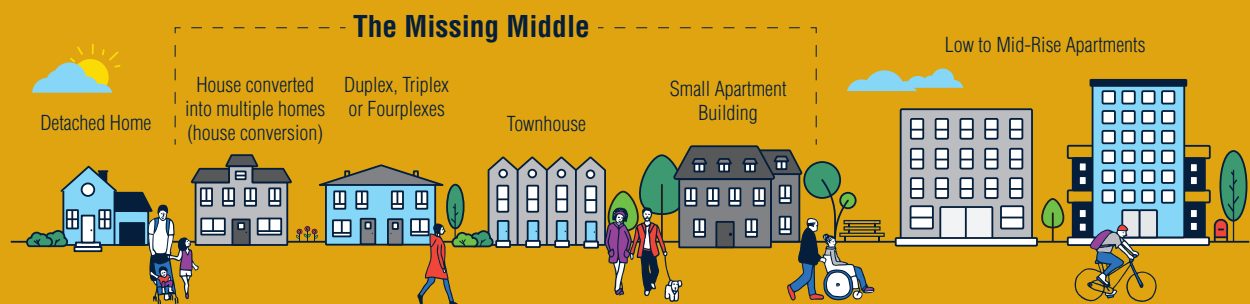 The Missing Middle
Detached Home
House converted
into multiple homes
(house conversion)
Duplex, Triplex
or Fourplexes
Townhouse
Small Apartment
Building
Low to Mid-Rise Apartments